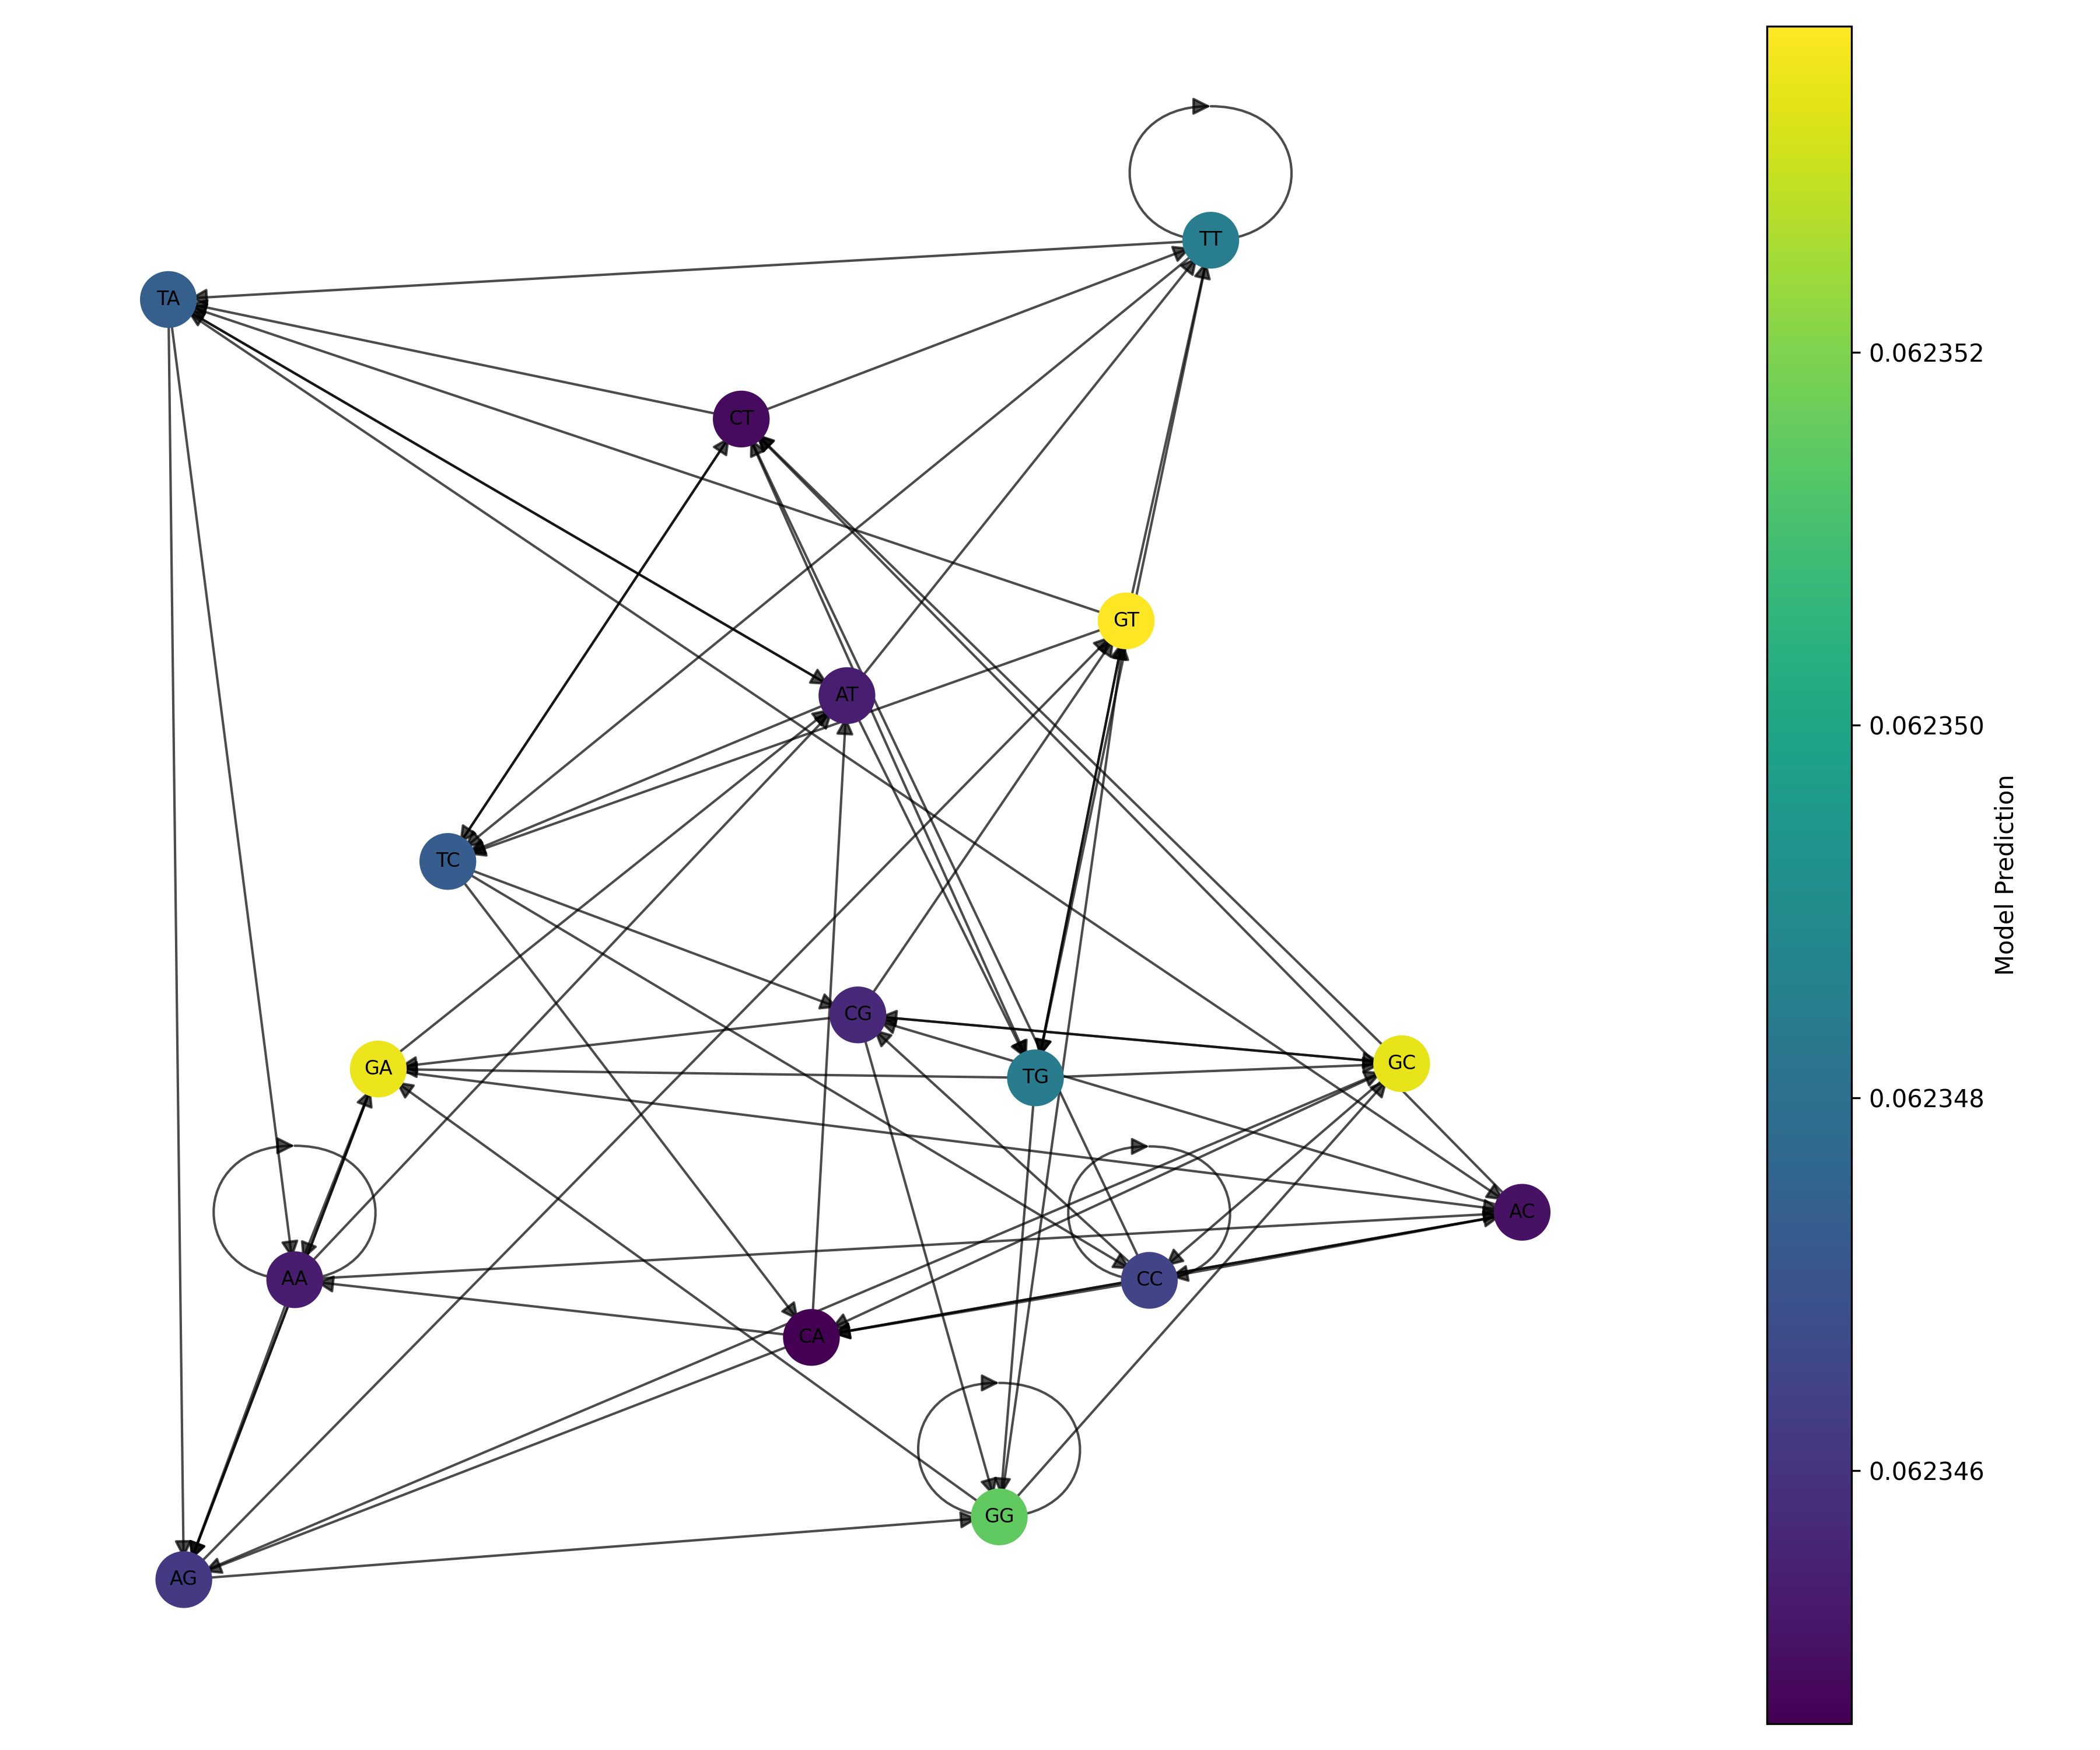 TT
TA
CT
GT
AT
TC
CG
GA
TG
GC
AC
AA
CC
CA
GG
AG
0.062352
0.062350
0.062348
0.062346
Model Prediction